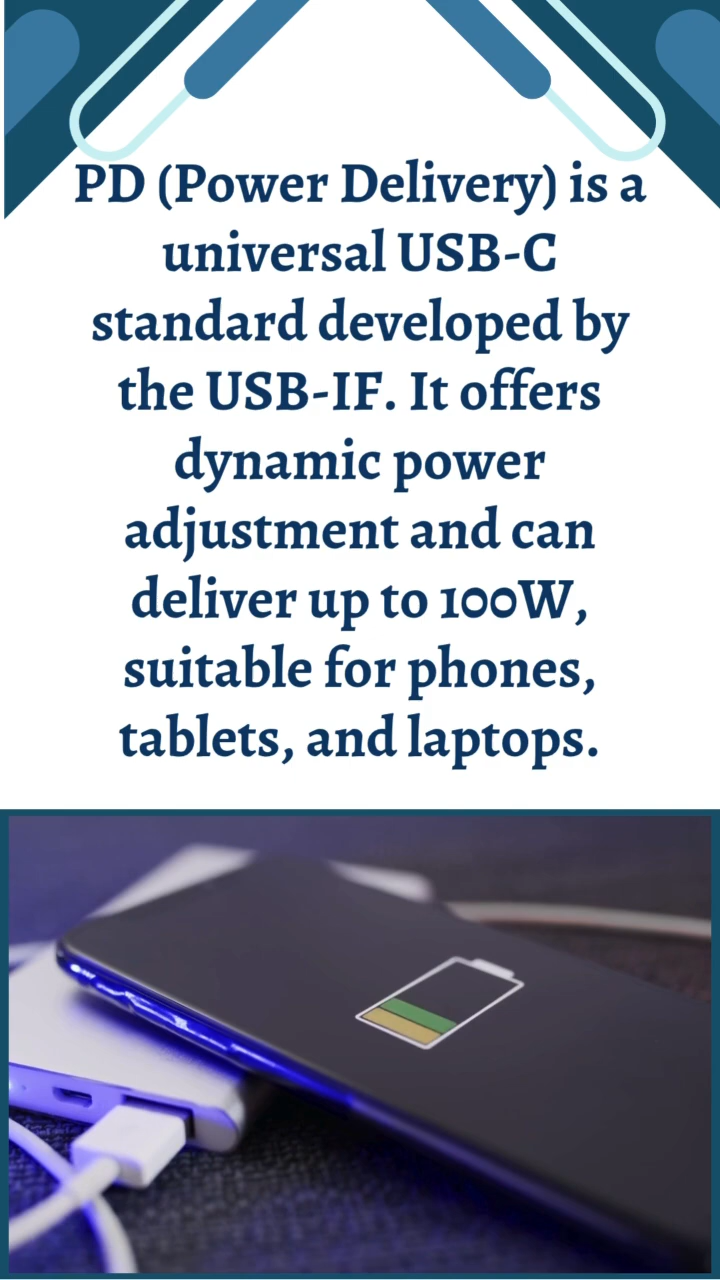 PD (Power Delivery) is a
universal USB-C
standard developed by
the USB-IF. It offers
dynamic power
adjustment and can
deliver up to 100W,
suitable for phones,
tablets, and laptops.